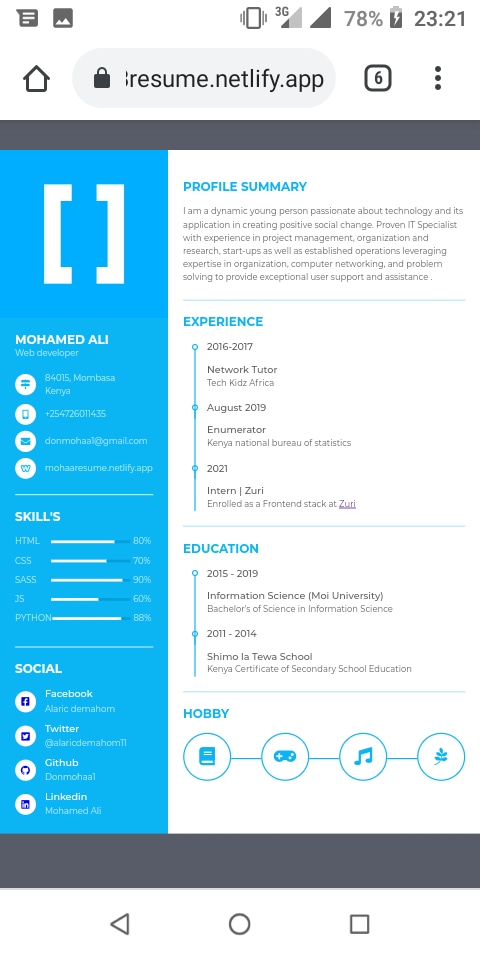 3G
78%
23:21
resume.netlify.app
6
[ ]
MOHAMED ALI
Web developer
84015, Mombasa
Kenya
+254726011435
donmohaa1@gmail.com
mohaaresume.netlify.app
SKILL'S
HTML 80%
CSS 70%
SASS 90%
JS 60%
PYTHON 88%
SOCIAL
Facebook
Alaric demahom
Twitter
@alaricdemahom11
Github
Donmohaa1
Linkedin
Mohamed Ali
PROFILE SUMMARY
I am a dynamic young person passionate about technology and its
application in creating positive social change. Proven IT Specialist
with experience in project management, organization and
research, start-ups as well as established operations leveraging
expertise in organization, computer networking, and problem
solving to provide exceptional user support and assistance .
EXPERIENCE
2016-2017
Network Tutor
Tech Kidz Africa
August 2019
Enumerator
Kenya national bureau of statistics
2021
Intern | Zuri
Enrolled as a Frontend stack at Zuri
EDUCATION
2015 - 2019
Information Science (Moi University)
Bachelor's of Science in Information Science
2011 - 2014
Shimo la Tewa School
Kenya Certificate of Secondary School Education
HOBBY